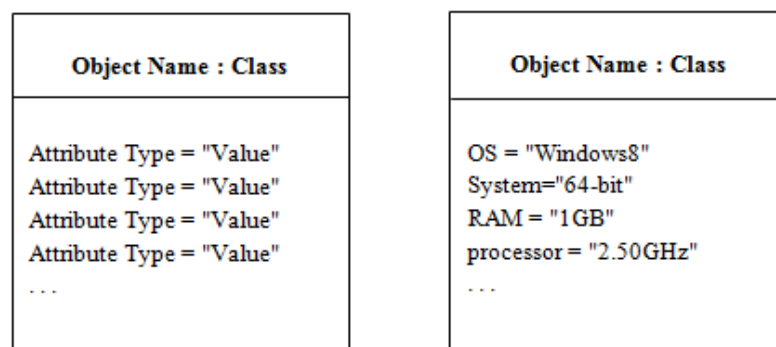 Object Name : Class
Attribute Type = "Value"
Attribute Type = "Value"
Attribute Type = "Value"
Attribute Type = "Value"
. . .
Object Name : Class
OS = "Windows8"
System="64-bit"
RAM = "1GB"
processor = "2.50GHz"
. . .